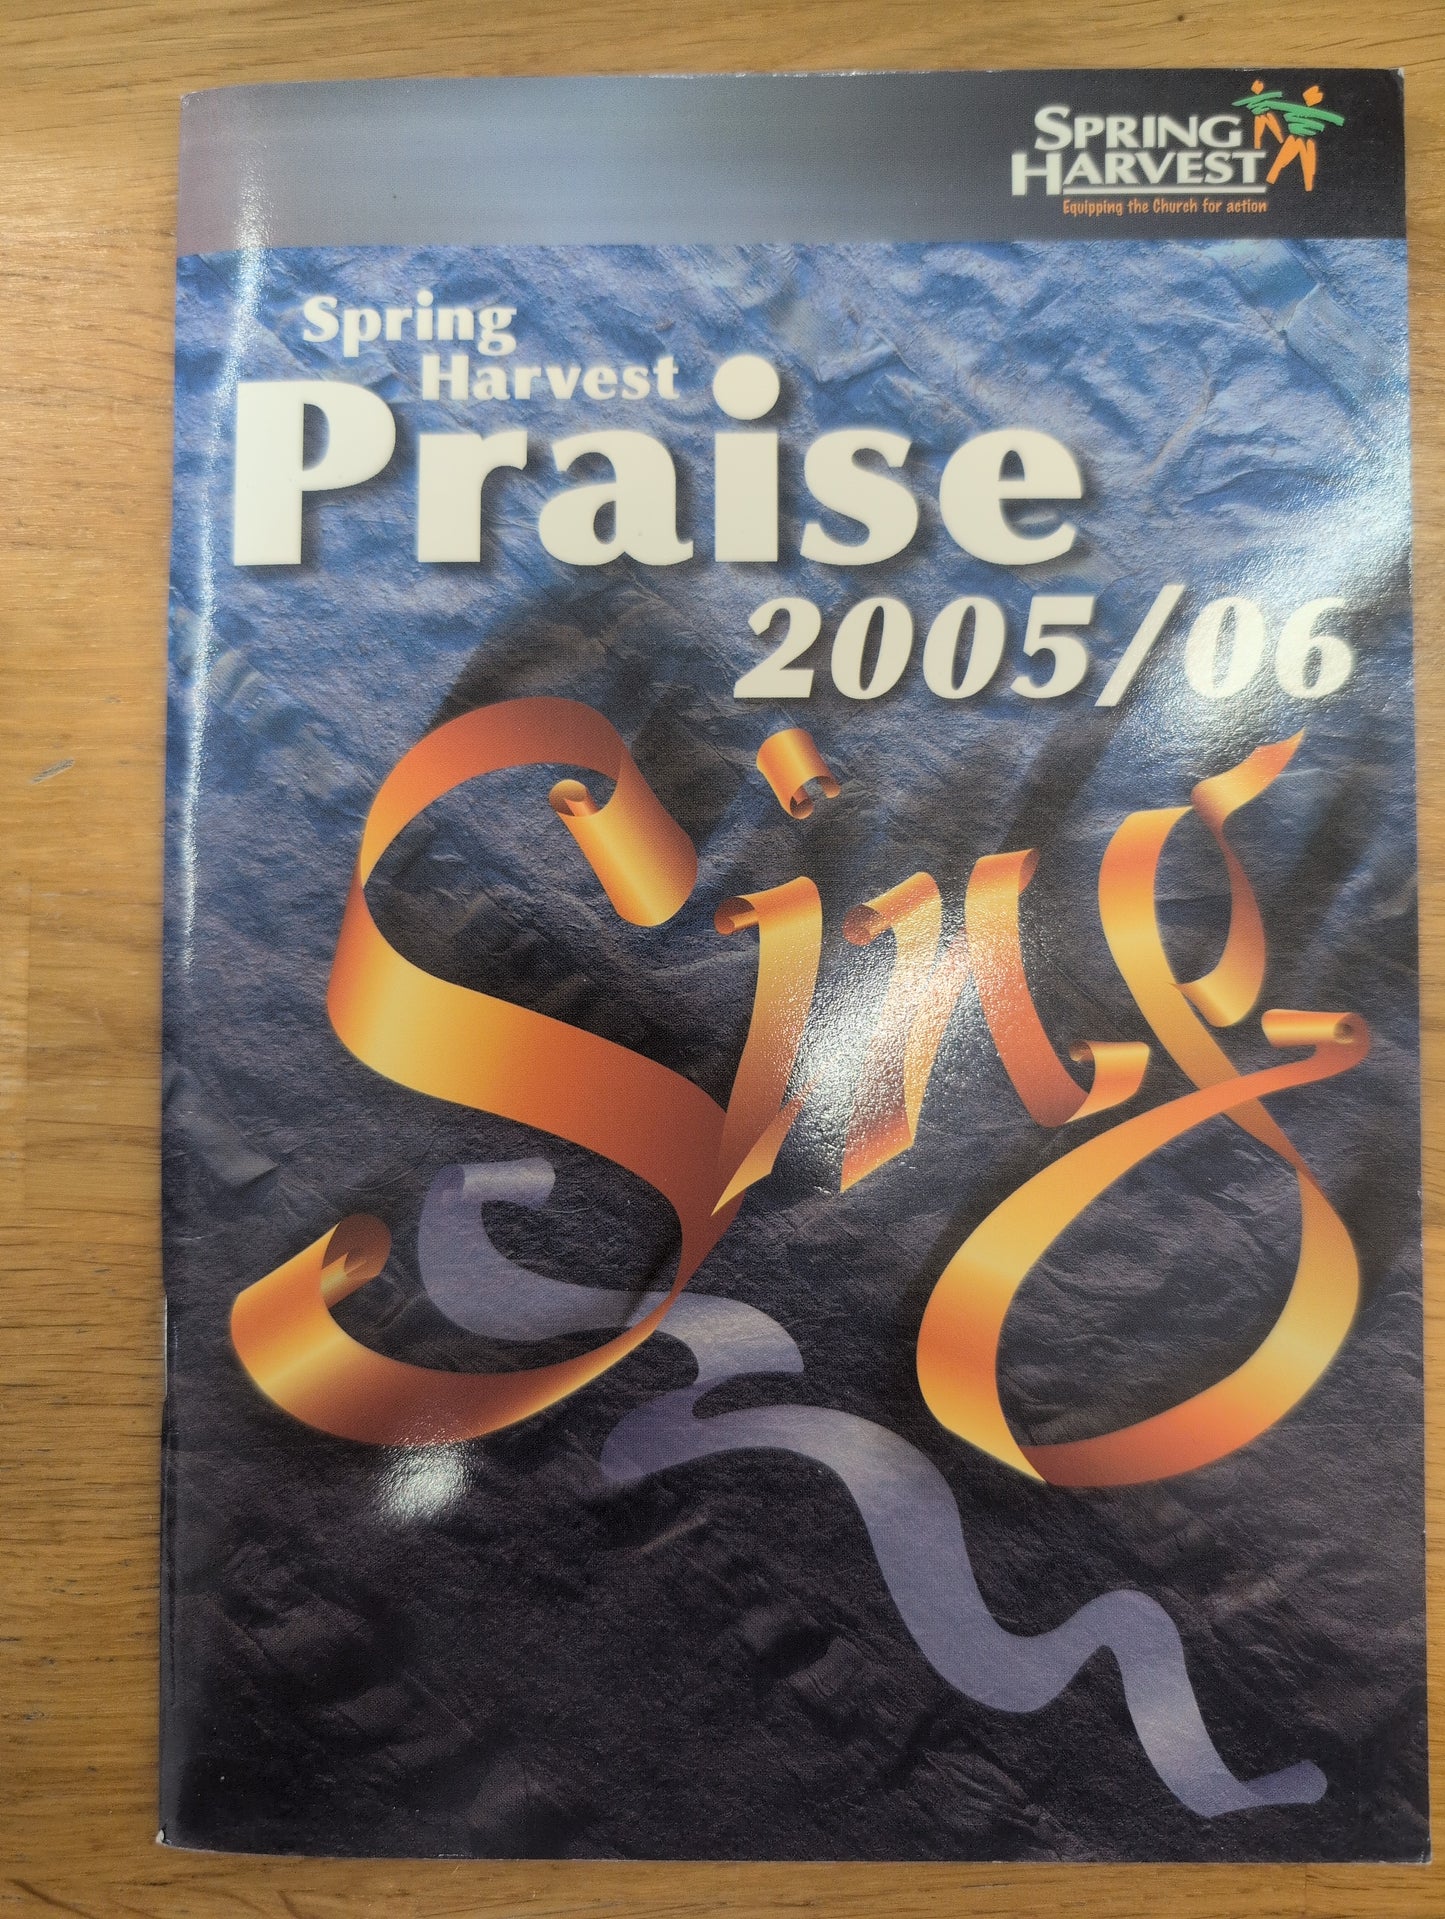 SPRING
HARVEST
Equipping the Church for action
Spring
Harvest
Praise
2005/06
Sing